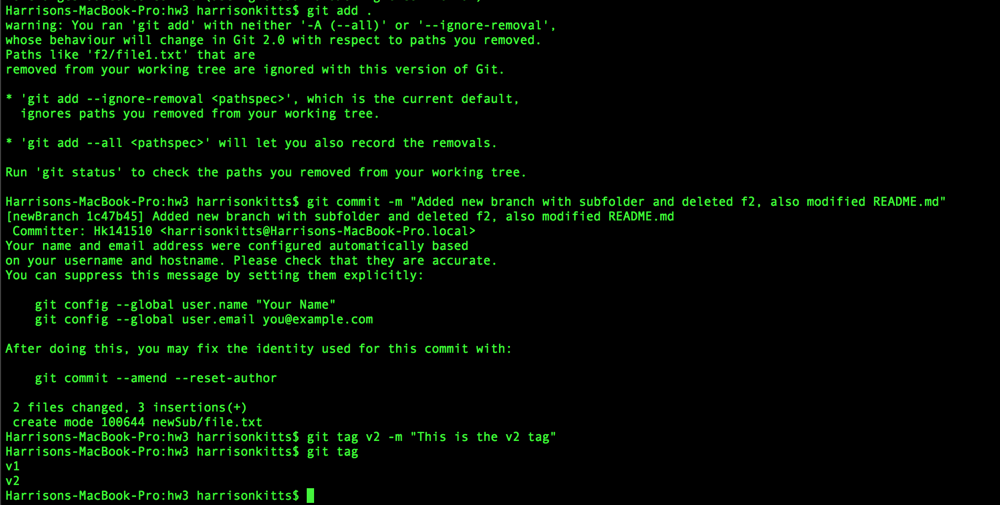 Harrisons-MacBook-Pro:hw3 harrisonkitts$ git add .
warning: You ran 'git add' with neither '-A (--all)' or '--ignore-removal',
whose behaviour will change in Git 2.0 with respect to paths you removed.
Paths like 'f2/file1.txt' that are
removed from your working tree are ignored with this version of Git.

* 'git add --ignore-removal <pathspec>', which is the current default,
  ignores paths you removed from your working tree.

* 'git add --all <pathspec>' will let you also record the removals.

Run 'git status' to check the paths you removed from your working tree.

Harrisons-MacBook-Pro:hw3 harrisonkitts$ git commit -m "Added new branch with subfolder and deleted f2, also modified README.md"
[newBranch 1c47b45] Added new branch with subfolder and deleted f2, also modified README.md
 Committer: Hk141510 <harrisonkitts@Harrisons-MacBook-Pro.local>
Your name and email address were configured automatically based
on your username and hostname. Please check that they are accurate.
You can suppress this message by setting them explicitly:

    git config --global user.name "Your Name"
    git config --global user.email you@example.com

After doing this, you may fix the identity used for this commit with:

    git commit --amend --reset-author

 2 files changed, 3 insertions(+)
 create mode 100644 newSub/file.txt
Harrisons-MacBook-Pro:hw3 harrisonkitts$ git tag v2 -m "This is the v2 tag"
Harrisons-MacBook-Pro:hw3 harrisonkitts$ git tag
v1
v2
Harrisons-MacBook-Pro:hw3 harrisonkitts$